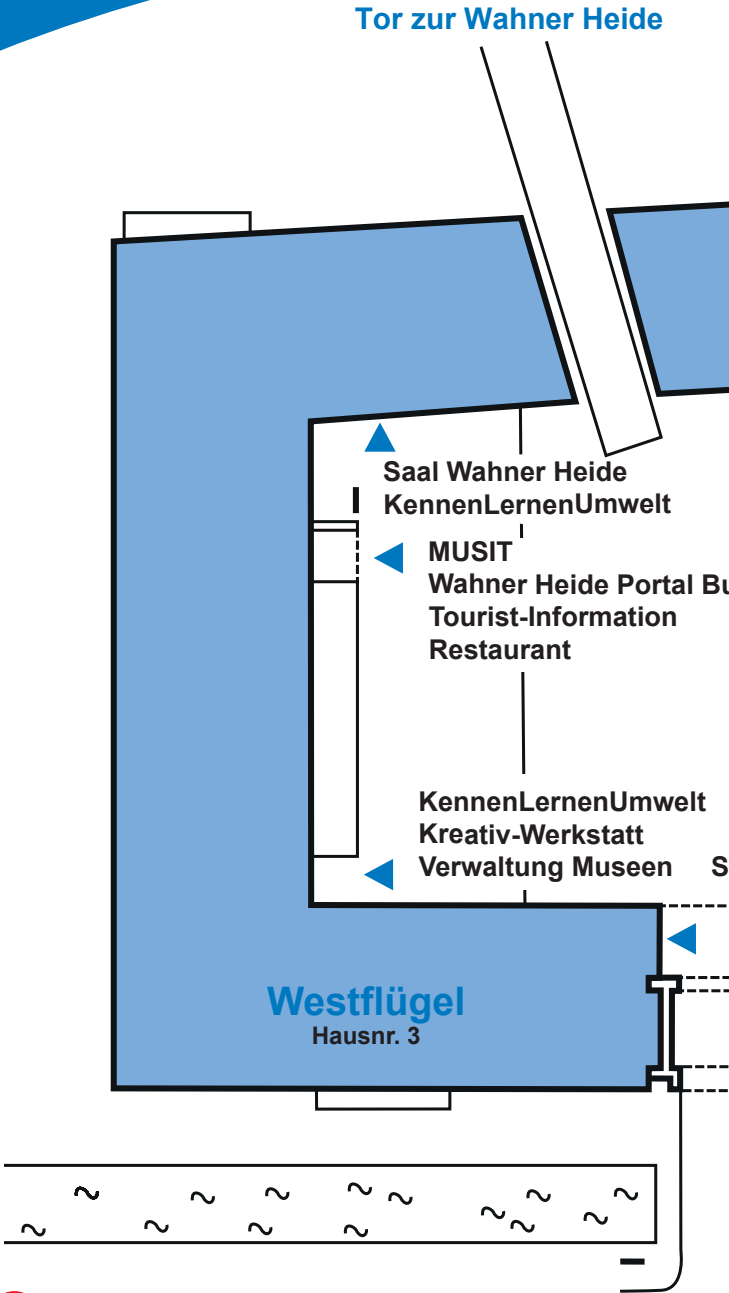 Tor zur Wahner Heide
Saal Wahner Heide
KennenLernenUmwelt
MUSIT
Wahner Heide Portal Bu
Tourist-Information
Restaurant
KennenLernenUmwelt
Kreativ-Werkstatt
Verwaltung Museen S
Westflügel
Hausnr. 3